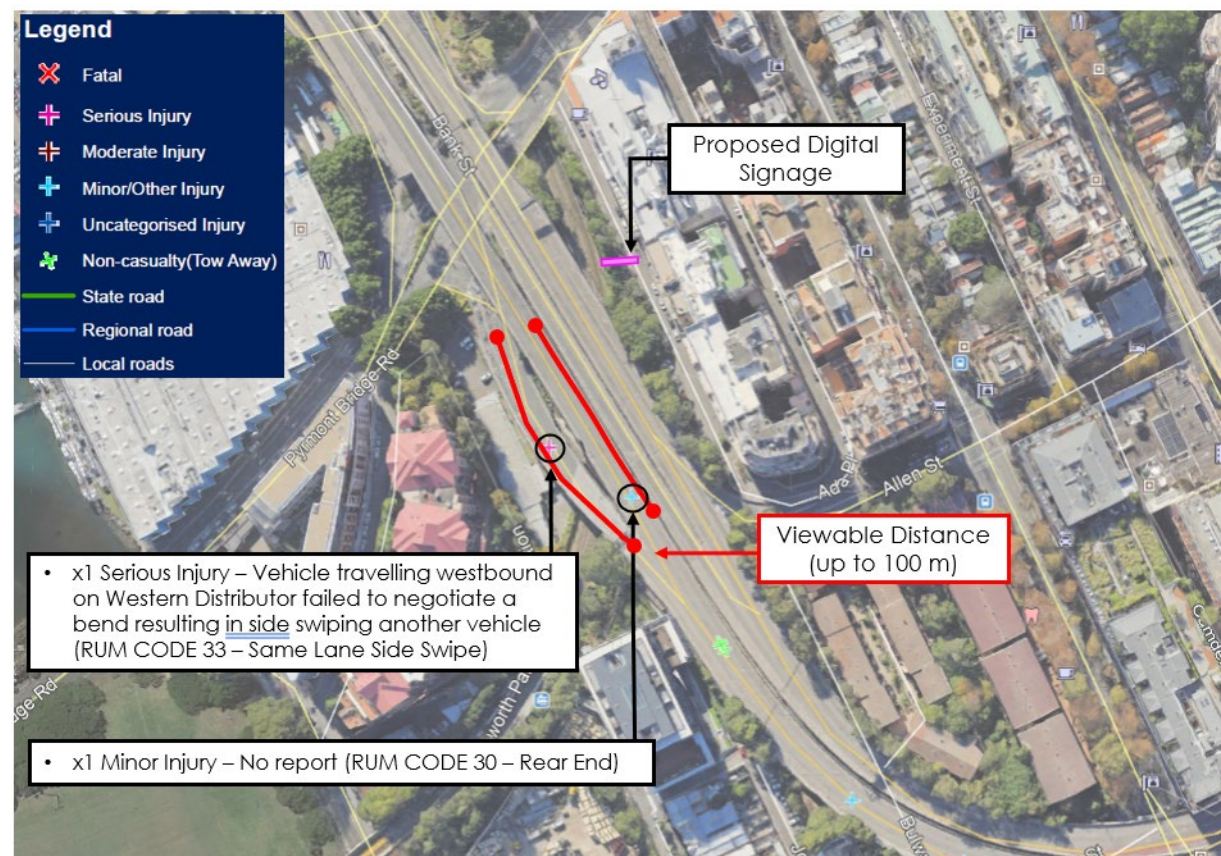 Legend
Fatal
Serious Injury
Moderate Injury
Minor/Other Injury
Uncategorised Injury
Non-casualty(Tow Away)
State road
Regional road
Local roads
Bank St
Experiment St
Proposed Digital
Signage
Pyrmont Bridge Rd
Ada Pl
Allen St
Viewable Distance
(up to 100 m)
• x1 Serious Injury – Vehicle travelling westbound
on Western Distributor failed to negotiate a
bend resulting in side swiping another vehicle
(RUM CODE 33 – Same Lane Side Swipe)
• x1 Minor Injury – No report (RUM CODE 30 – Rear End)